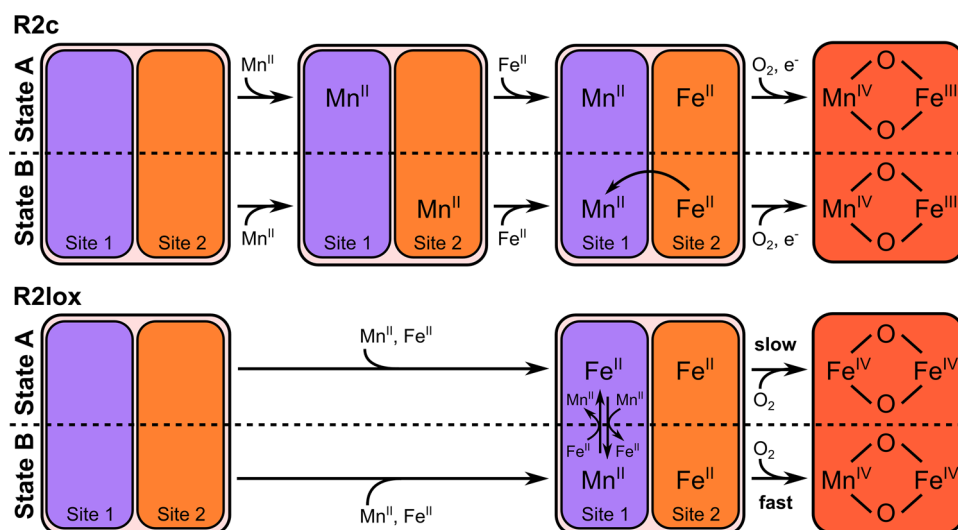 R2c
State A
State B
Mn^II
Fe^II
O₂, e⁻
Mn^II
Mn^II Fe^II
O
Mn^IV Fe^III
O
Mn^II
Mn^II Fe^II
O
Mn^IV Fe^III
O
Site 1 Site 2
Mn^II
Site 1 Site 2
Fe^II
Site 1 Site 2
O₂, e⁻
R2lox
State A
State B
Mn^II, Fe^II
slow
O₂
Fe^II Fe^II
O
Fe^IV Fe^IV
O
Mn^II Mn^II
Fe^II Fe^II
Mn^II Fe^II
O₂
fast
O
Mn^IV Fe^IV
O
Site 1 Site 2
Mn^II, Fe^II
Site 1 Site 2